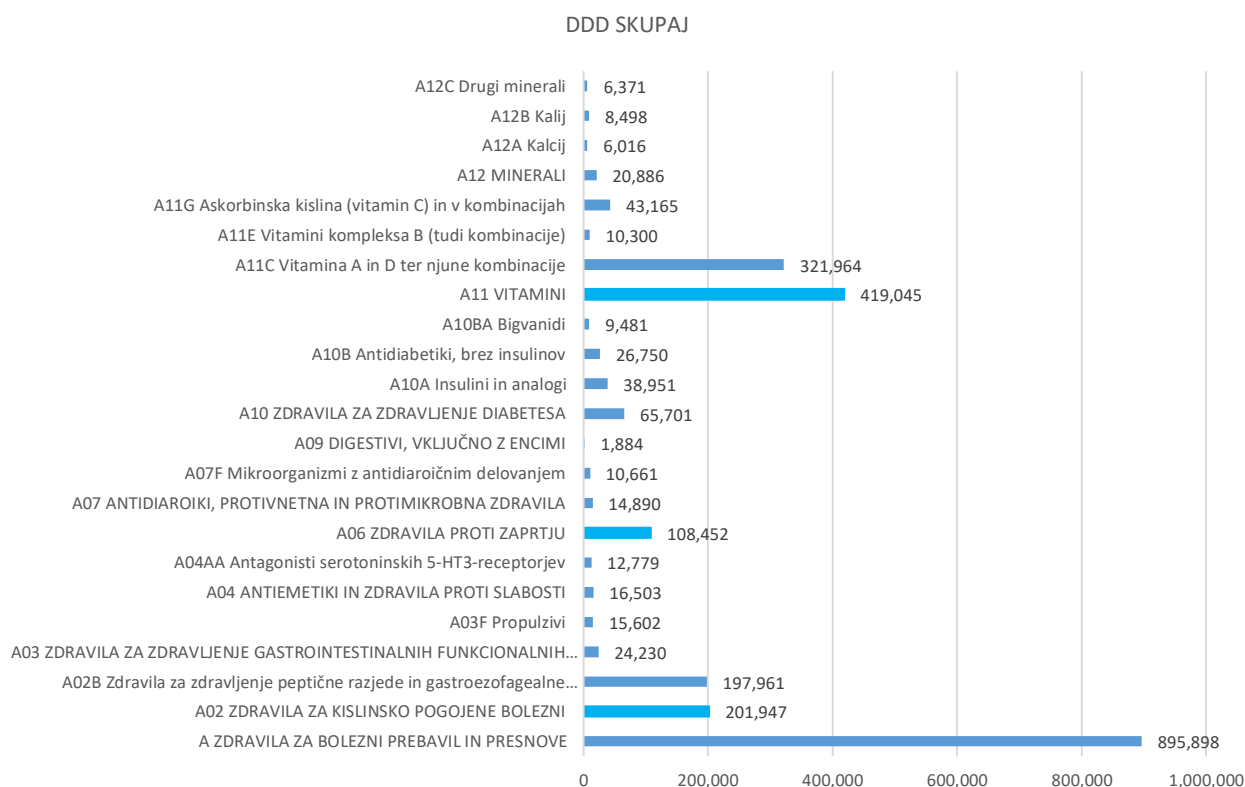 DDD SKUPAJ
A12C Drugi minerali 6,371
A12B Kalij 8,498
A12A Kalcij 6,016
A12 MINERALI 20,886
A11G Askorbinska kislina (vitamin C) in v kombinacijah 43,165
A11E Vitamini kompleksa B (tudi kombinacije) 10,300
A11C Vitamina A in D ter njune kombinacije 321,964
A11 VITAMINI 419,045
A10BA Bigvanidi 9,481
A10B Antidiabetiki, brez insulinov 26,750
A10A Insulini in analogi 38,951
A10 ZDRAVILA ZA ZDRAVLJENJE DIABETESA 65,701
A09 DIGESTIVI, VKLJUČNO Z ENCIMI 1,884
A07F Mikroorganizmi z antidiaroičnim delovanjem 10,661
A07 ANTIDIAROIKI, PROTIVNETNA IN PROTIMIKROBNA ZDRAVILA 14,890
A06 ZDRAVILA PROTI ZAPRTJU 108,452
A04AA Antagonisti serotoninskih 5-HT3-receptorjev 12,779
A04 ANTIEMETIKI IN ZDRAVILA PROTI SLABOSTI 16,503
A03F Propulzivi 15,602
A03 ZDRAVILA ZA ZDRAVLJENJE GASTROINTESTINALNIH FUNKCIONALNIH… 24,230
A02B Zdravila za zdravljenje peptične razjede in gastroezofagealne… 197,961
A02 ZDRAVILA ZA KISLINSKO POGOJENE BOLEZNI 201,947
A ZDRAVILA ZA BOLEZNI PREBAVIL IN PRESNOVE 895,898
0 200,000 400,000 600,000 800,000 1,000,000